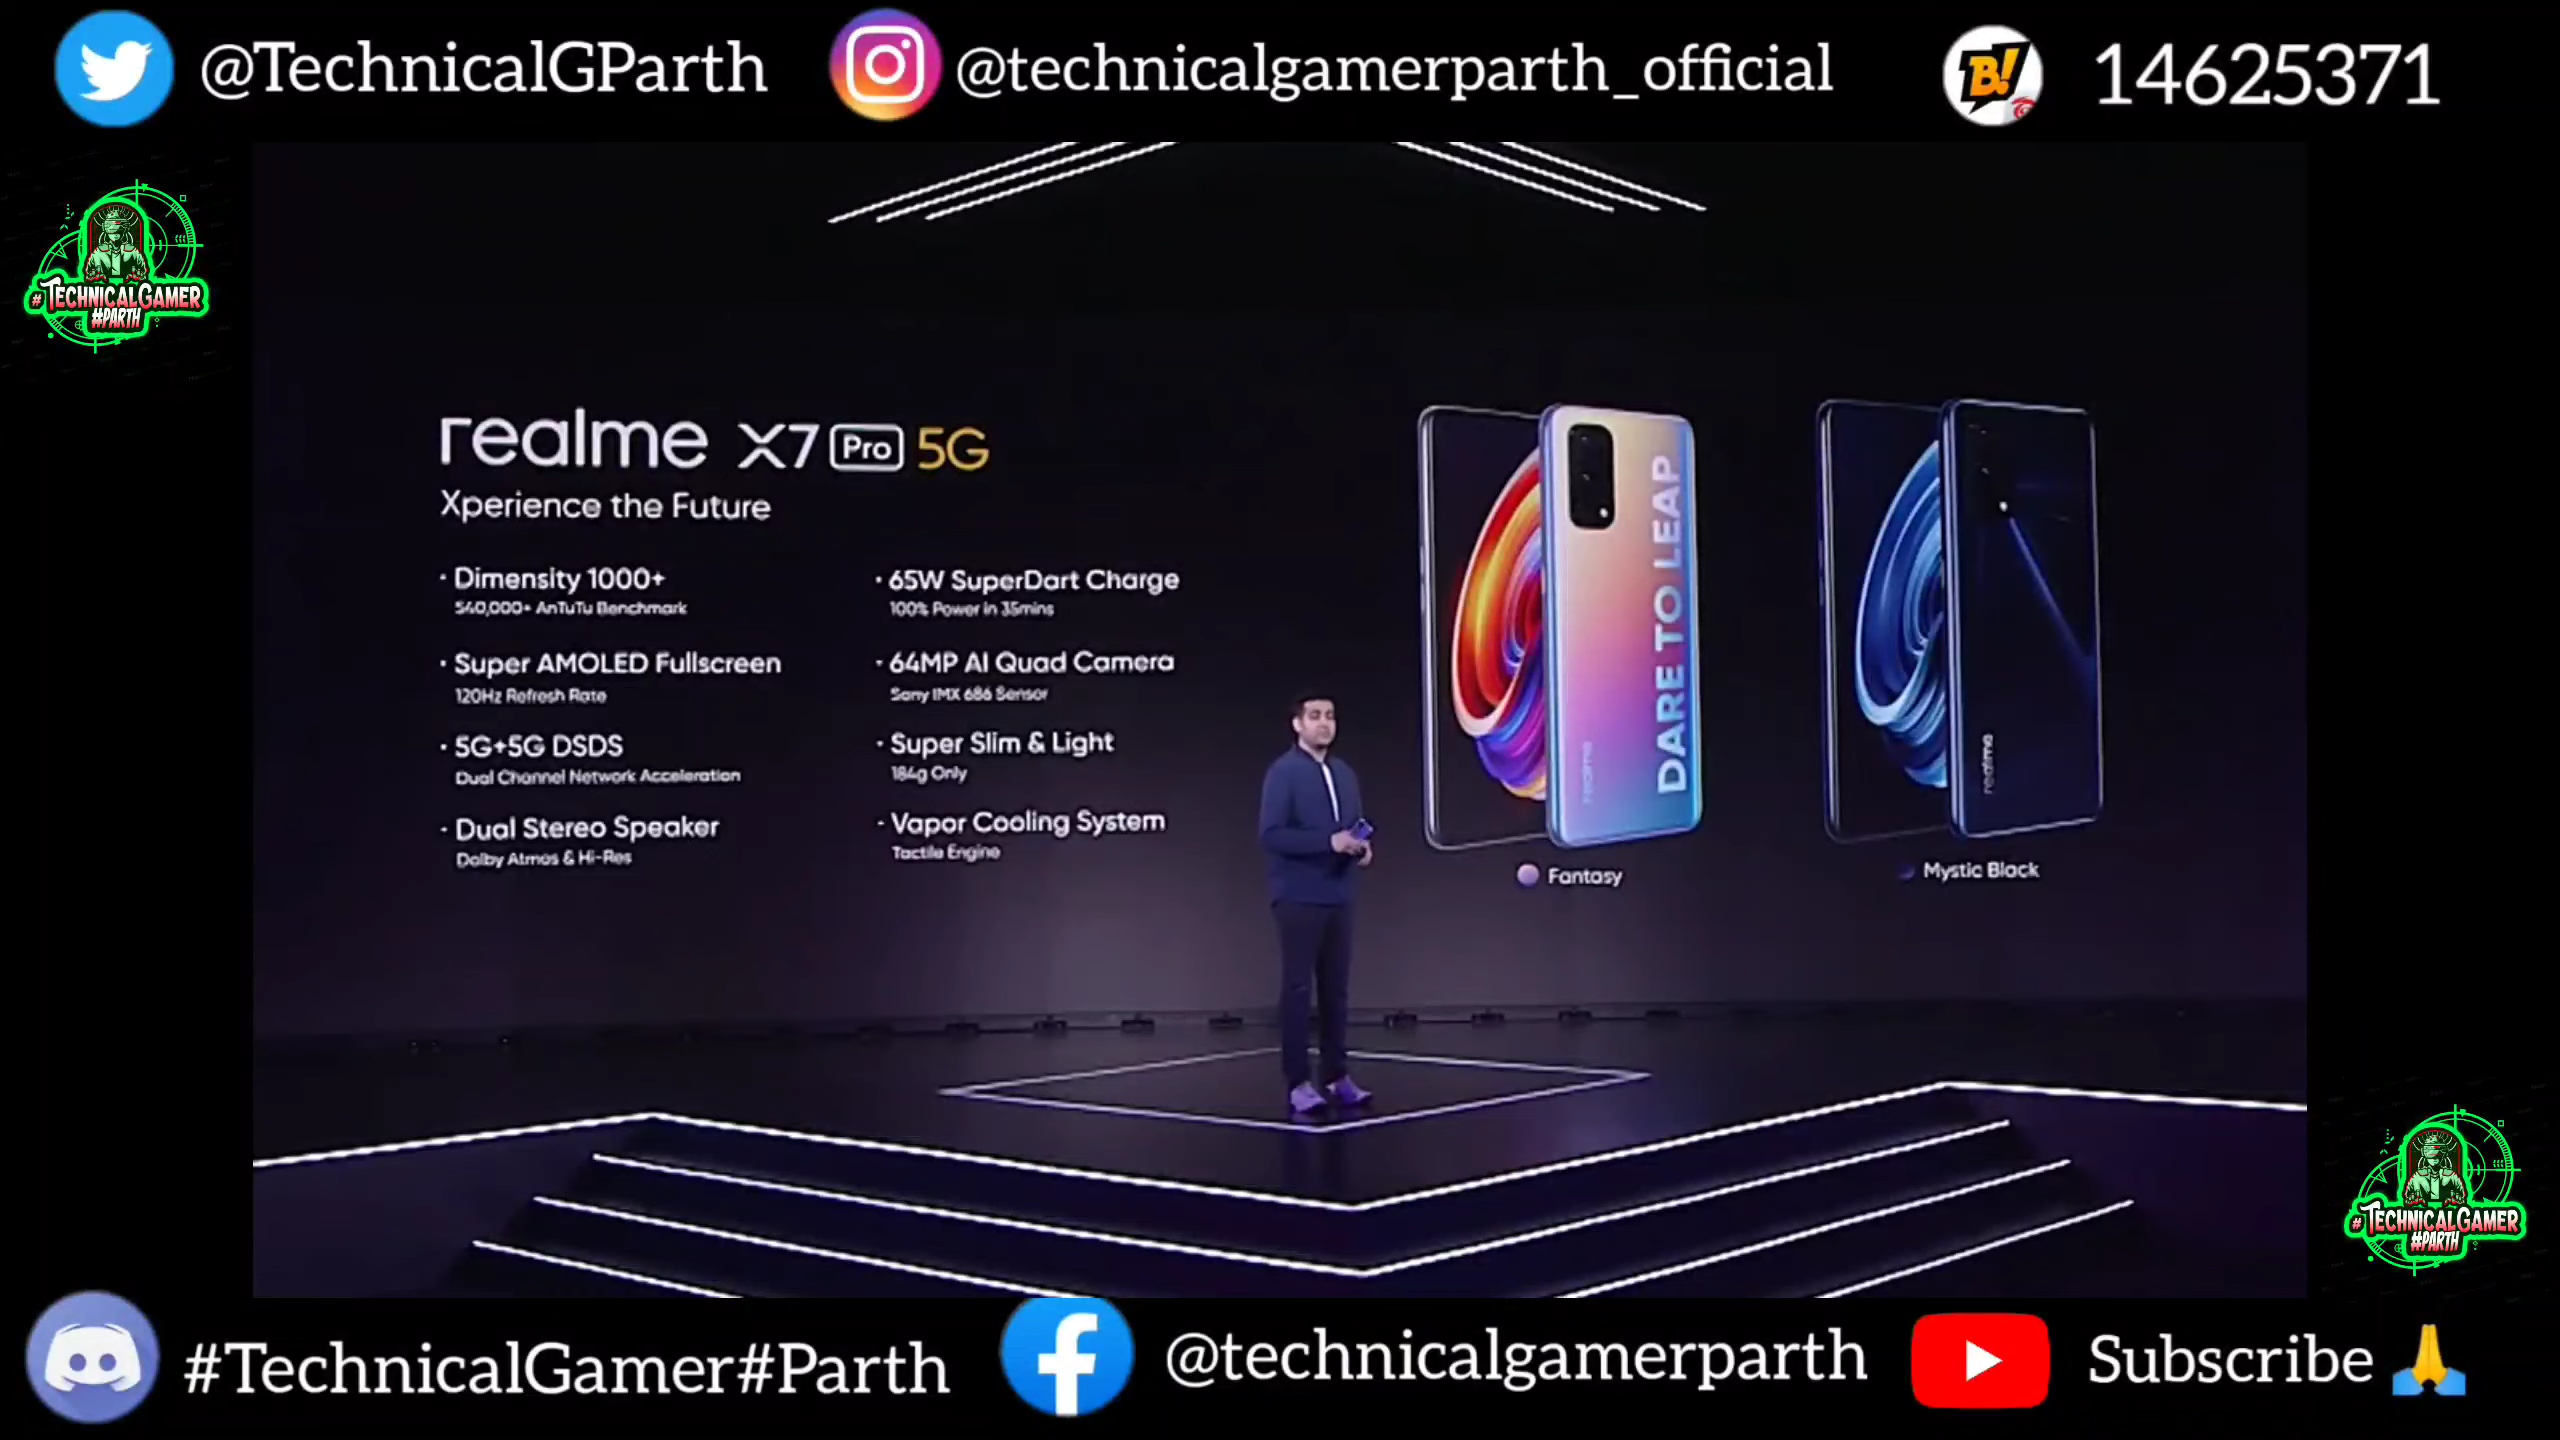 @TechnicalGParth
@technicalgamerparth_official
B!
14625371
#TECHNICALGAMER
#PARTH
realme X7 Pro 5G
Xperience the Future
· Dimensity 1000+
540,000+ AnTuTu Benchmark
· Super AMOLED Fullscreen
120Hz Refresh Rate
· 5G+5G DSDS
Dual Channel Network Acceleration
· Dual Stereo Speaker
Dolby Atmos & Hi-Res
· 65W SuperDart Charge
100% Power in 35mins
· 64MP AI Quad Camera
Sony IMX 686 Sensor
· Super Slim & Light
184g Only
· Vapor Cooling System
Tactile Engine
DARE TO LEAP
realme
Fantasy
realme
Mystic Black
#TECHNICALGAMER
#PARTH
#TechnicalGamer#Parth
@technicalgamerparth
Subscribe 🙏